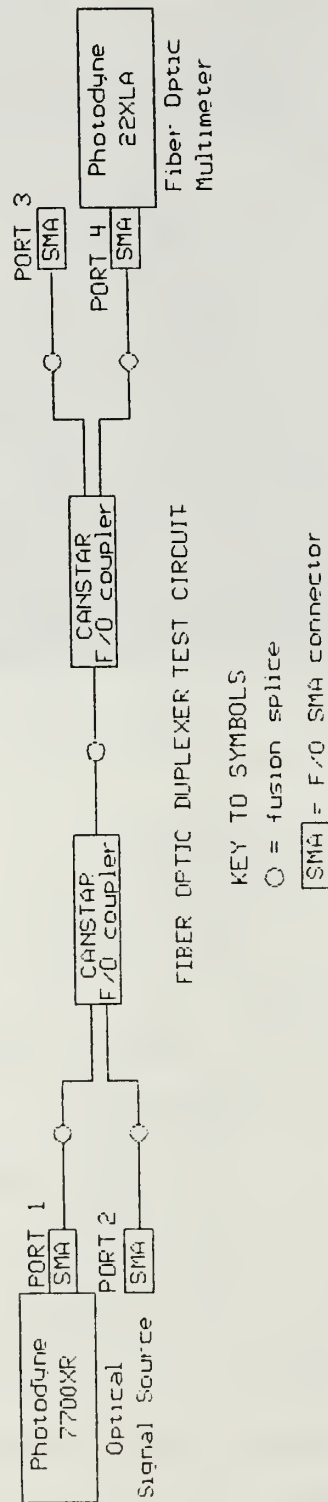 Photodyne
7700XR
Optical
Signal Source
PORT 1
SMA
PORT 2
SMA
CANSTAR
F/O coupler
CANSTAR
F/O coupler
PORT 3
SMA
PORT 4
SMA
Photodyne
22XLA
Fiber Optic
Multimeter
FIBER OPTIC DUPLEXER TEST CIRCUIT
KEY TO SYMBOLS
○ = fusion splice
SMA = F/O SMA connector